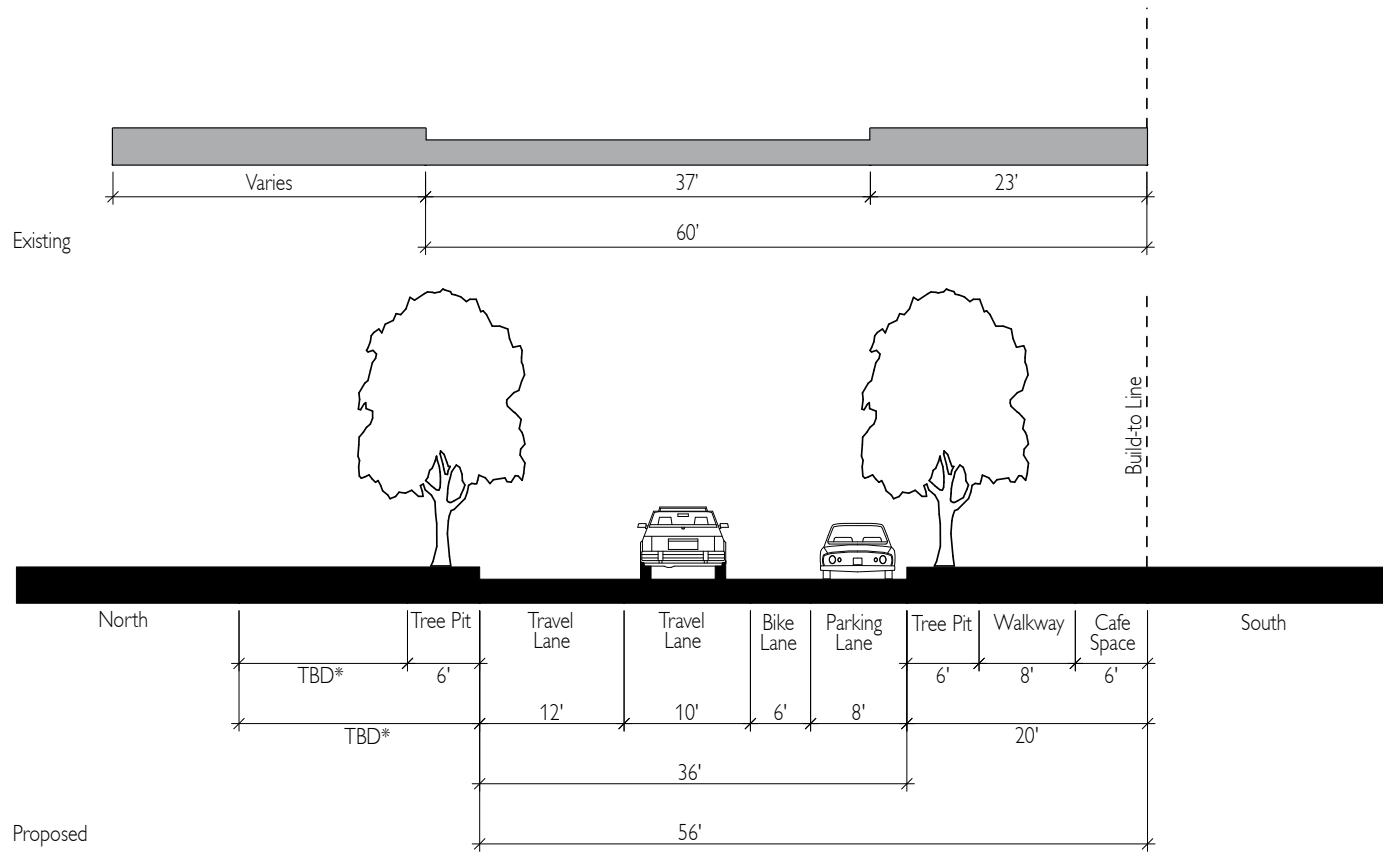 Varies
37'
23'
60'
Existing
Build-to Line
North
Tree Pit
Travel
Lane
Travel
Lane
Bike
Lane
Parking
Lane
Tree Pit
Walkway
Cafe
Space
South
TBD*
6'
6'
8'
6'
12'
10'
6'
8'
TBD*
20'
36'
56'
Proposed